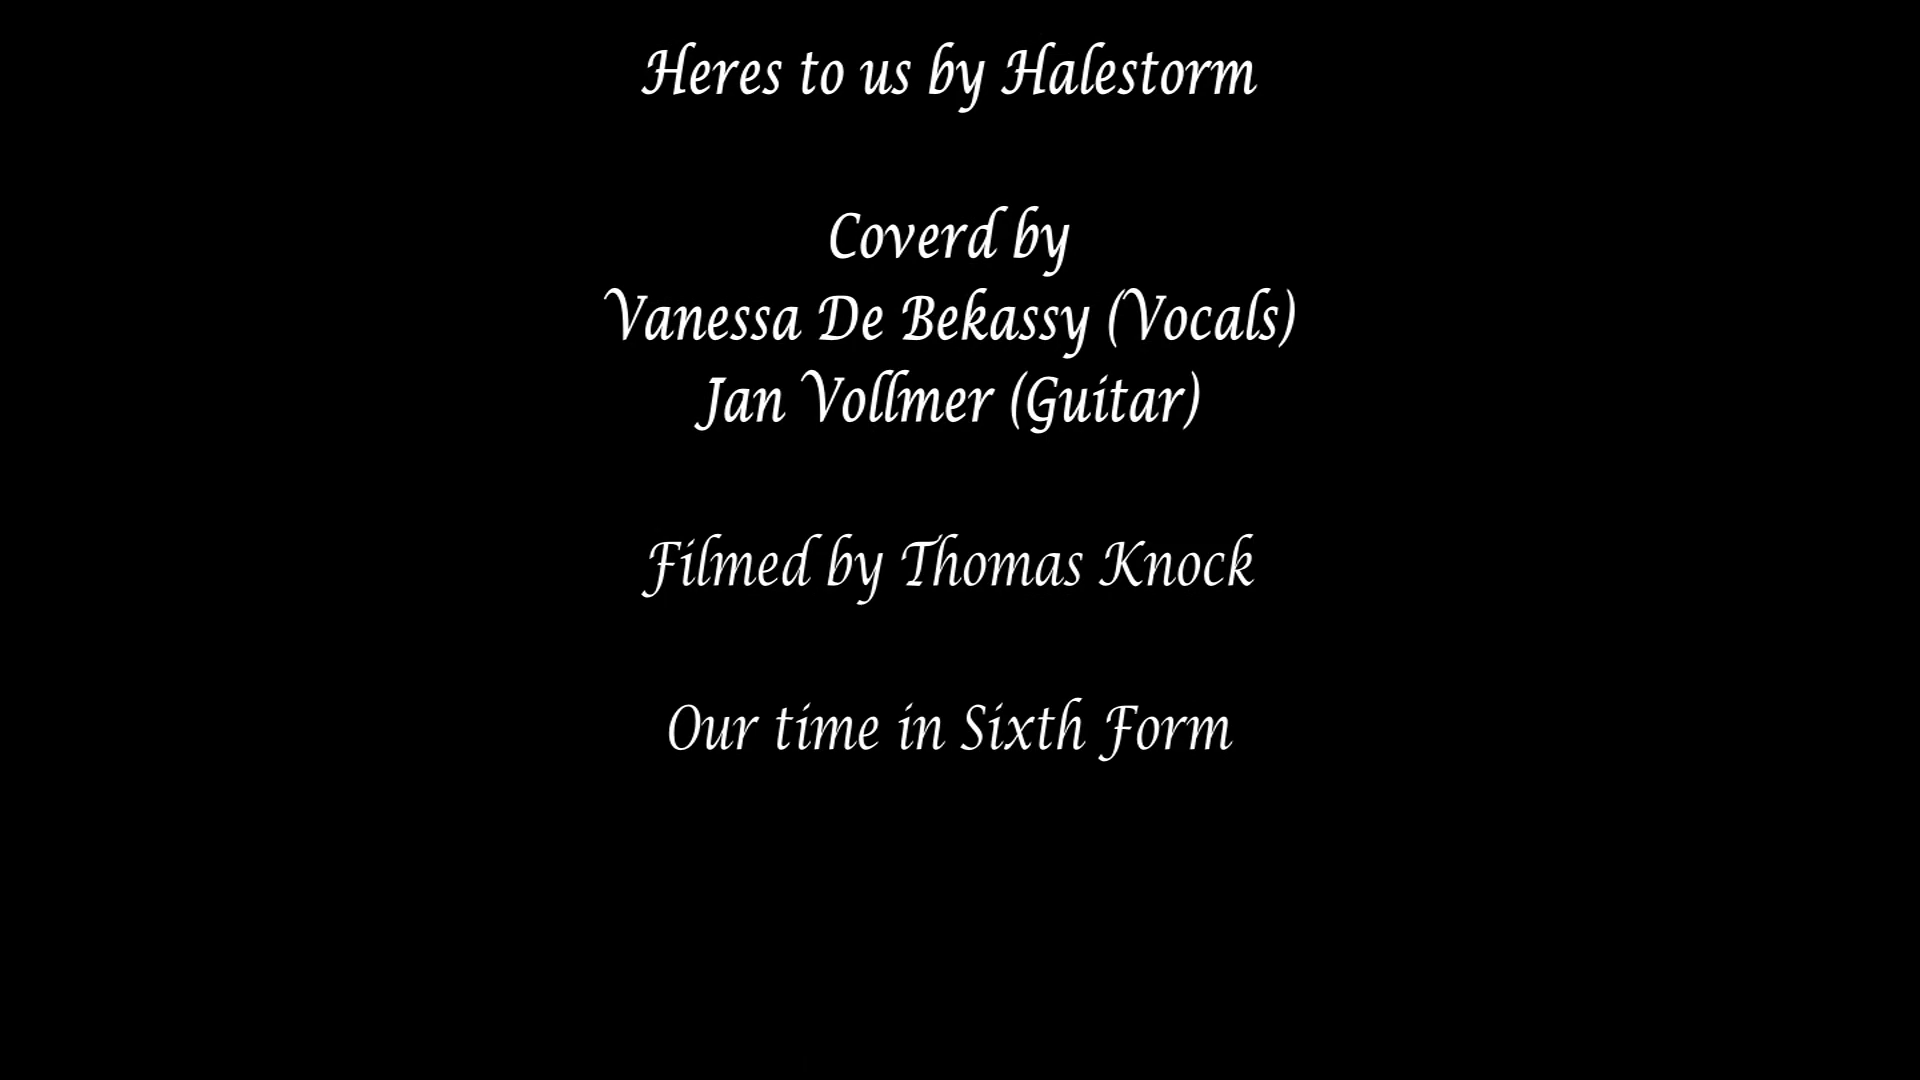 Heres to us by Halestorm
Coverd by
Vanessa De Bekassy (Vocals)
Jan Vollmer (Guitar)
Filmed by Thomas Knock
Our time in Sixth Form